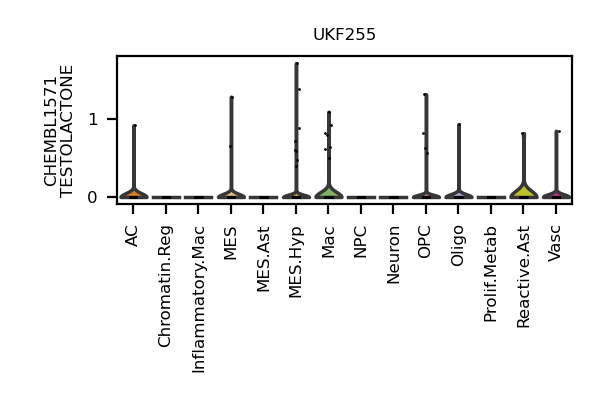 UKF255
CHEMBL1571
TESTOLACTONE
1
0
AC
Chromatin.Reg
Inflammatory.Mac
MES
MES.Ast
MES.Hyp
Mac
NPC
Neuron
OPC
Oligo
Prolif.Metab
Reactive.Ast
Vasc